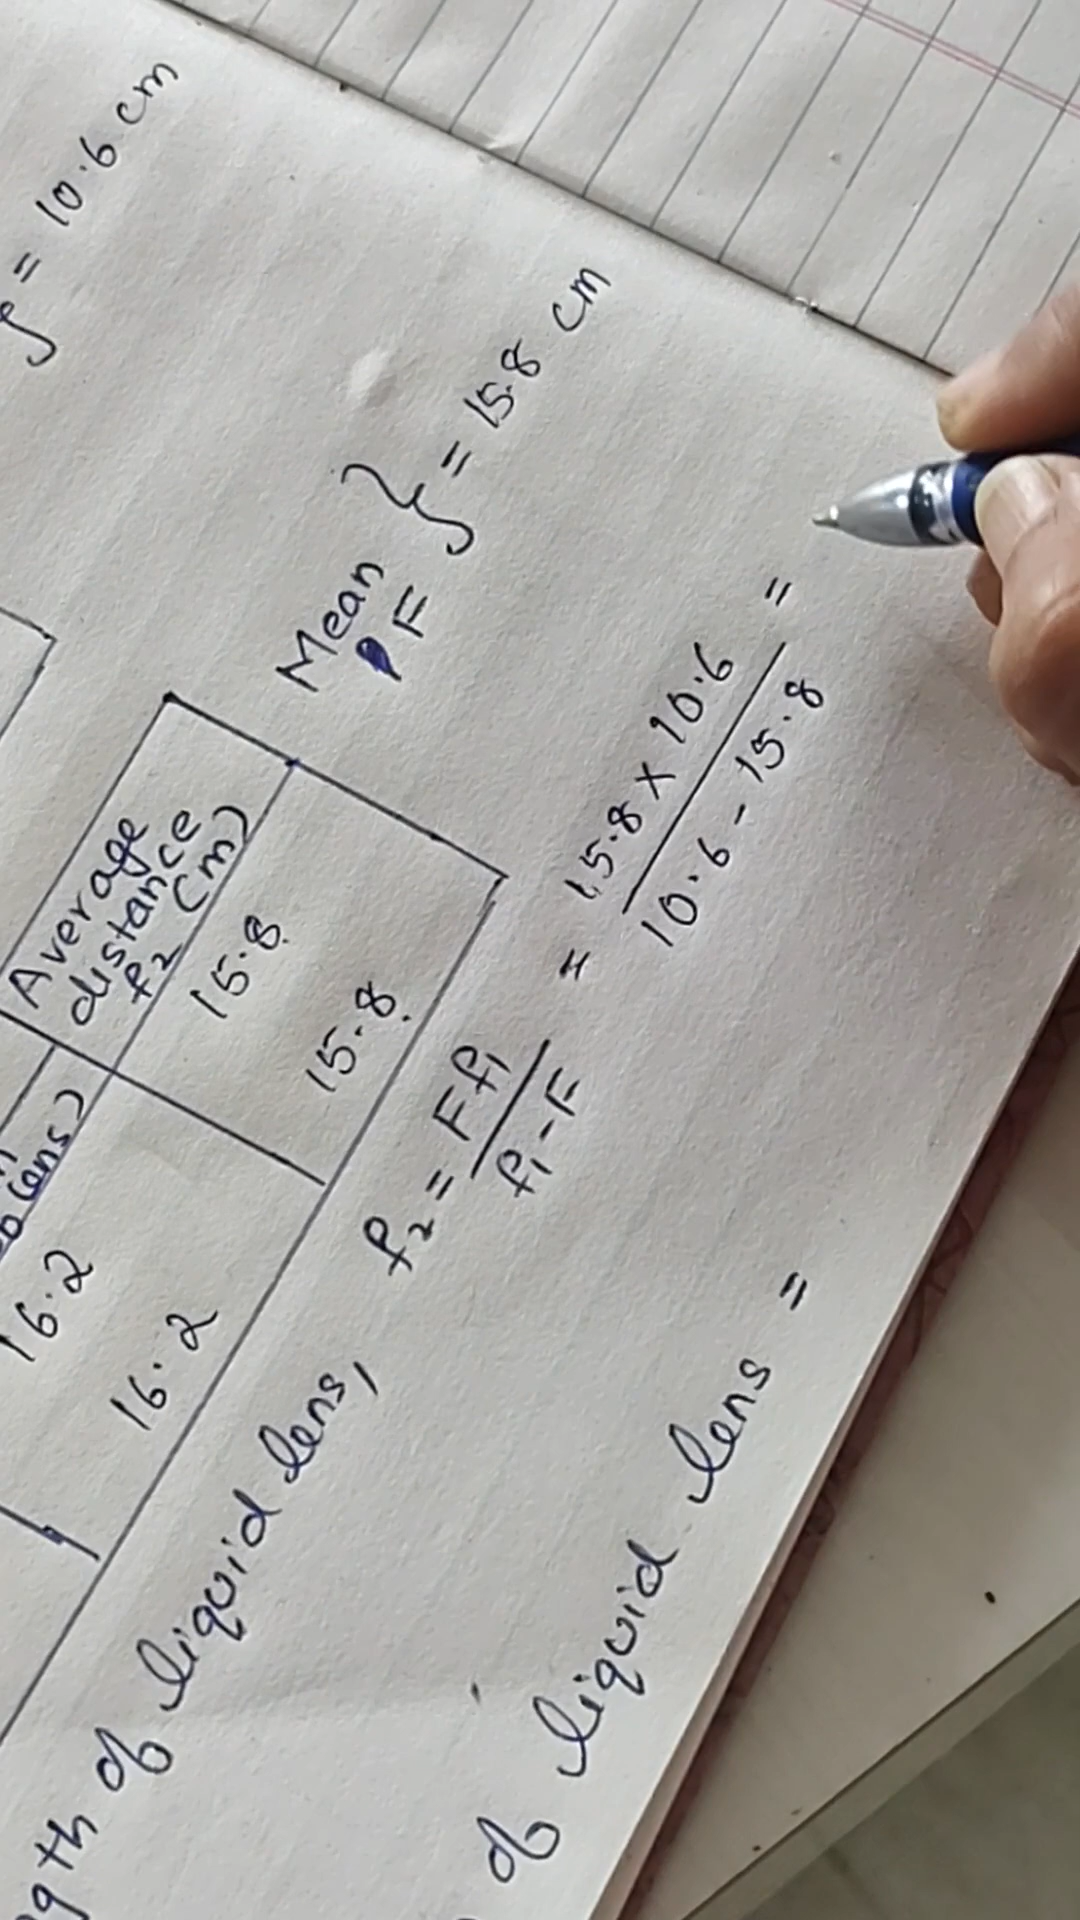 = 10.6 cm
Average
distance
f2 (cm)
lens)
16.2 15.8
16.2 15.8
Mean
F } = 15.8 cm
of liquid lens, f2 = Ff1 / f1-F = 15.8 x 10.6 / 10.6 - 15.8 =
of liquid lens =